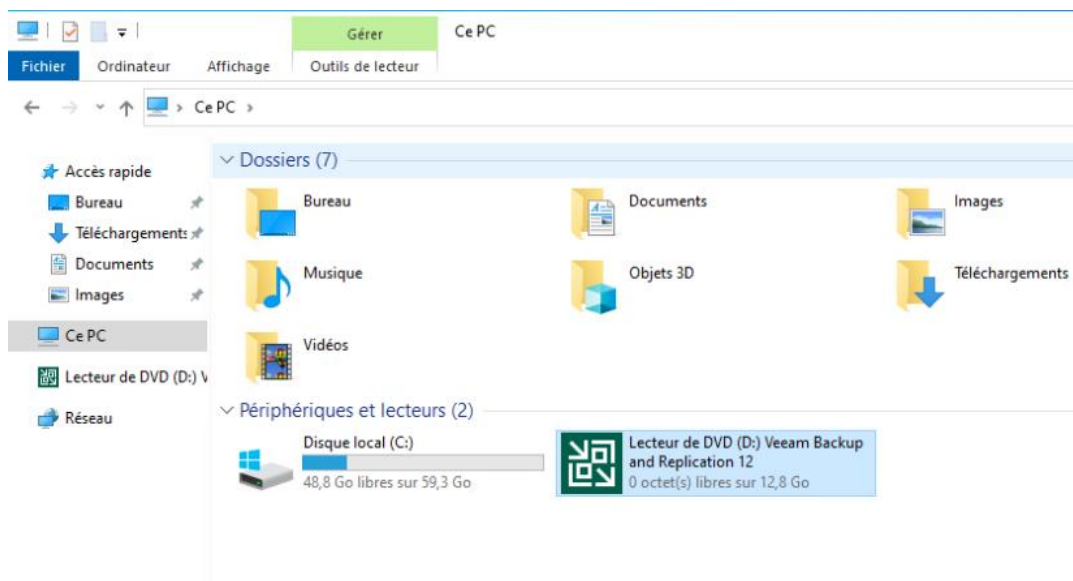 Gérer
Ce PC
Fichier
Ordinateur
Affichage
Outils de lecteur
Ce PC
Accès rapide
Bureau
Téléchargements
Documents
Images
Ce PC
Lecteur de DVD (D:) V
Réseau
Dossiers (7)
Bureau
Documents
Images
Musique
Objets 3D
Téléchargements
Vidéos
Périphériques et lecteurs (2)
Disque local (C:)
48,8 Go libres sur 59,3 Go
Lecteur de DVD (D:) Veeam Backup
and Replication 12
0 octet(s) libres sur 12,8 Go